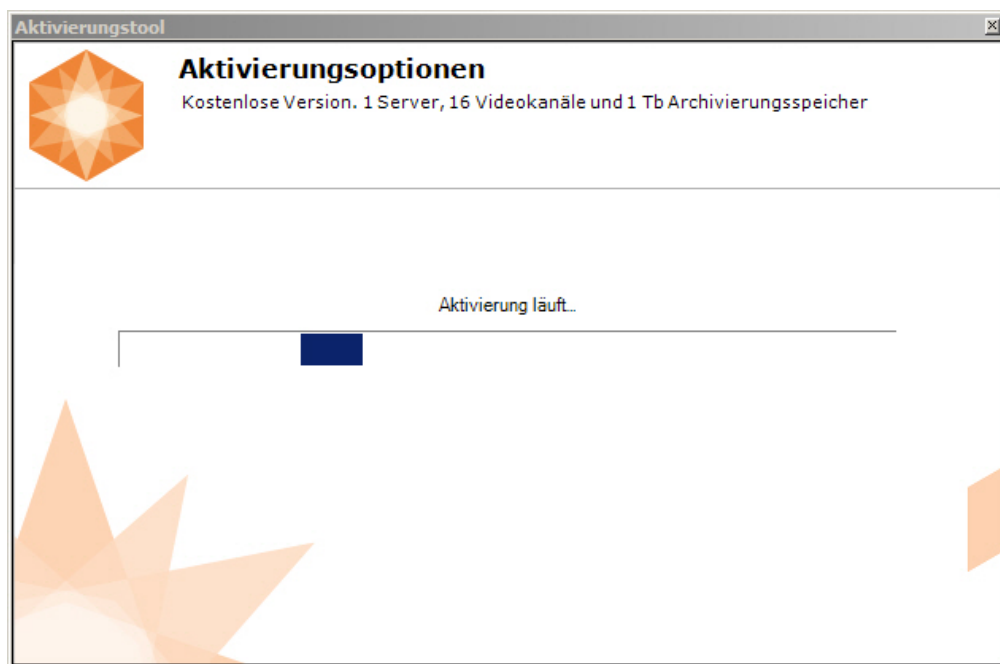 Aktivierungstool
Aktivierungsoptionen
Kostenlose Version. 1 Server, 16 Videokanäle und 1 Tb Archivierungsspeicher
Aktivierung läuft...